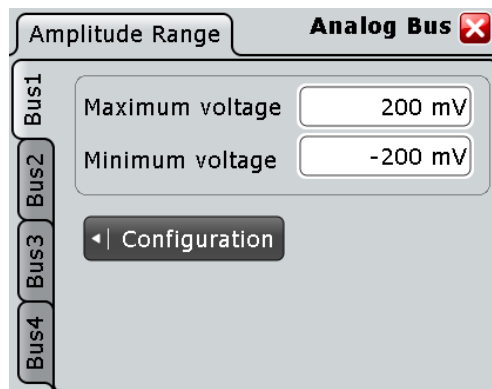 Amplitude Range
Analog Bus
Bus1
Maximum voltage 200 mV
Minimum voltage -200 mV
Bus2
Configuration
Bus3
Bus4